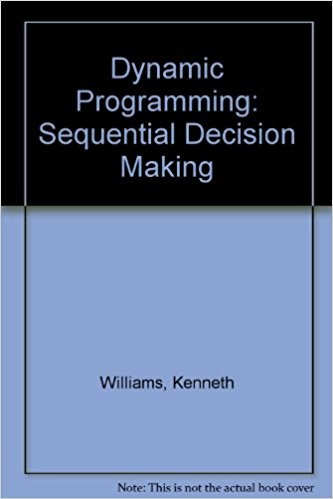 Dynamic
Programming:
Sequential Decision
Making
Williams, Kenneth
Note: This is not the actual book cover